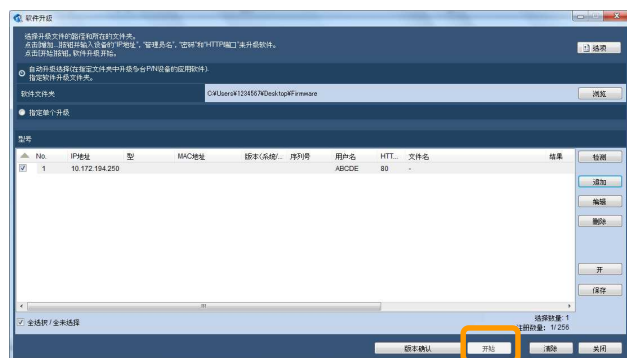 软件升级
选择升级文件的路径和所在的文件夹。
点击[增加...]按钮并输入设备的"IP地址", "管理员名", "密码"和"HTTP端口"来升级软件。
点击[开始]按钮, 软件升级开始。
选项
自动升级选择(在指定文件夹中升级多台P/N设备的应用软件)
指定软件升级文件夹。
软件文件夹 C:¥Users¥1234567¥Desktop¥Firmware 浏览
指定单个升级
型号
No. IP地址 型 MAC地址 版本(系统/... 序列号 用户名 HTT... 文件名 结果
1 10.172.194.250 ABCDE 80 -
检测
追加
编辑
删除
开
保存
全选択 / 全未选择
选择数量: 1
注册数量: 1/ 256
版本确认 开始 清除 关闭